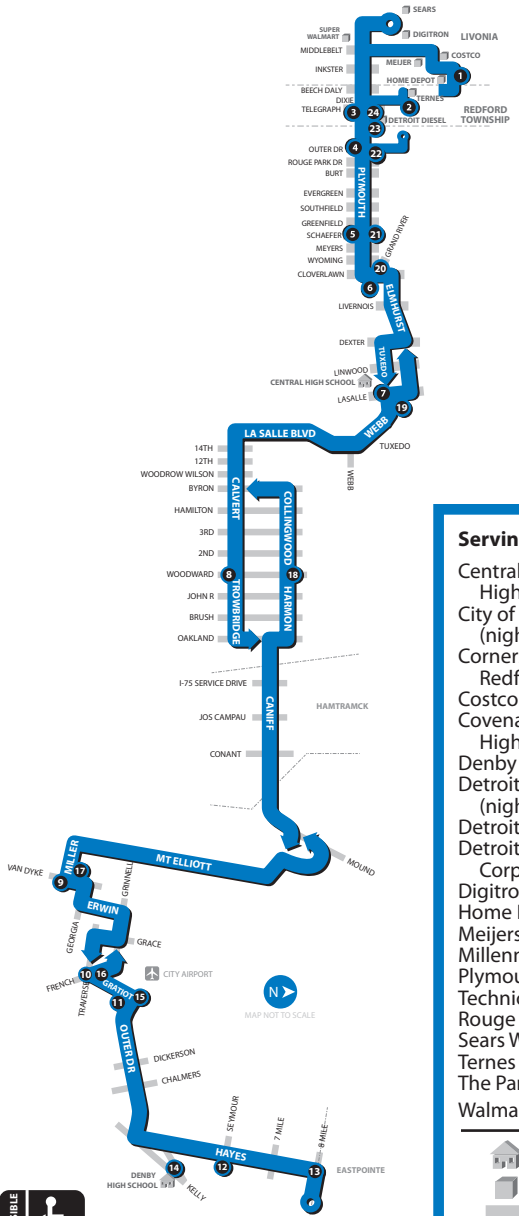 SEARS
SUPER
WALMART
DIGITRON
LIVONIA
MIDDLEBELT
COSTCO
MEIJER
INKSTER
HOME DEPOT
1
BEECH DALY
TERNES
DIXIE
2
REDFORD
TOWNSHIP
TELEGRAPH
3
24
DETROIT DIESEL
23
OUTER DR
4
22
ROUGE PARK DR
BURT
PLYMOUTH
EVERGREEN
SOUTHFIELD
GREENFIELD
GRAND RIVER
SCHAEFER
5
21
MEYERS
WYOMING
20
CLOVERLAWN
6
ELMHURST
LIVERNOIS
DEXTER
TUXEDO
LINWOOD
CENTRAL HIGH SCHOOL
LASALLE
7
19
WEBB
TUXEDO
LA SALLE BLVD
14TH
12TH
WOODROW WILSON
WEBB
BYRON
CALVERT
COLLINGWOOD
HAMILTON
3RD
2ND
WOODWARD
8
18
JOHN R
TROWBRIDGE
HARMON
BRUSH
OAKLAND
I-75 SERVICE DRIVE
CANIFF
HAMTRAMCK
JOS CAMPAU
CONANT
MOUND
MT ELLIOTT
MILLER
VAN DYKE
17
9
GRINNELL
ERWIN
GEORGIA
GRACE
FRENCH
10
16
CITY AIRPORT
TRAVERSE
GRATIOT
15
11
N
MAP NOT TO SCALE
OUTER DR
DICKERSON
CHALMERS
SEYMOUR
7 MILE
8 MILE
HAYES
14
12
13
EASTPOINTE
DENBY
HIGH SCHOOL
KELLY
SIBLE
Servin
Central
High
City of
(nigh
Corner
Redf
Costco
Covena
High
Denby
Detroit
(nigh
Detroit
Detroit
Corp
Digitro
Home
Meijers
Millenn
Plymou
Technic
Rouge
Sears W
Ternes
The Par
Walma